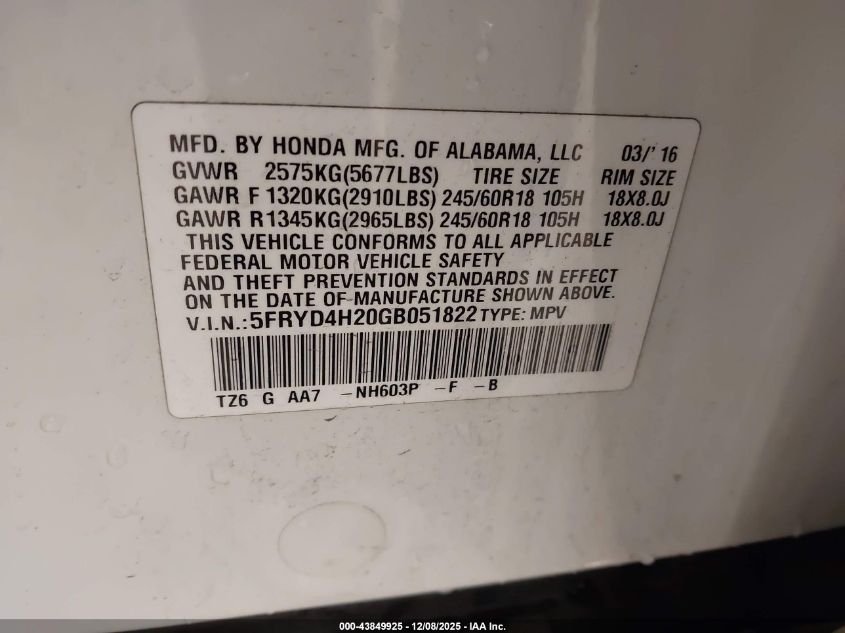 MFD. BY HONDA MFG. OF ALABAMA, LLC 03/'16
GVWR 2575KG(5677LBS) TIRE SIZE RIM SIZE
GAWR F 1320KG(2910LBS) 245/60R18 105H 18X8.0J
GAWR R1345KG(2965LBS) 245/60R18 105H 18X8.0J
THIS VEHICLE CONFORMS TO ALL APPLICABLE
FEDERAL MOTOR VEHICLE SAFETY
AND THEFT PREVENTION STANDARDS IN EFFECT
ON THE DATE OF MANUFACTURE SHOWN ABOVE.
V.I.N.:5FRYD4H20GB051822 TYPE: MPV
TZ6 G AA7 -NH603P -F -B
000-43849925 - 12/08/2025 - IAA Inc.